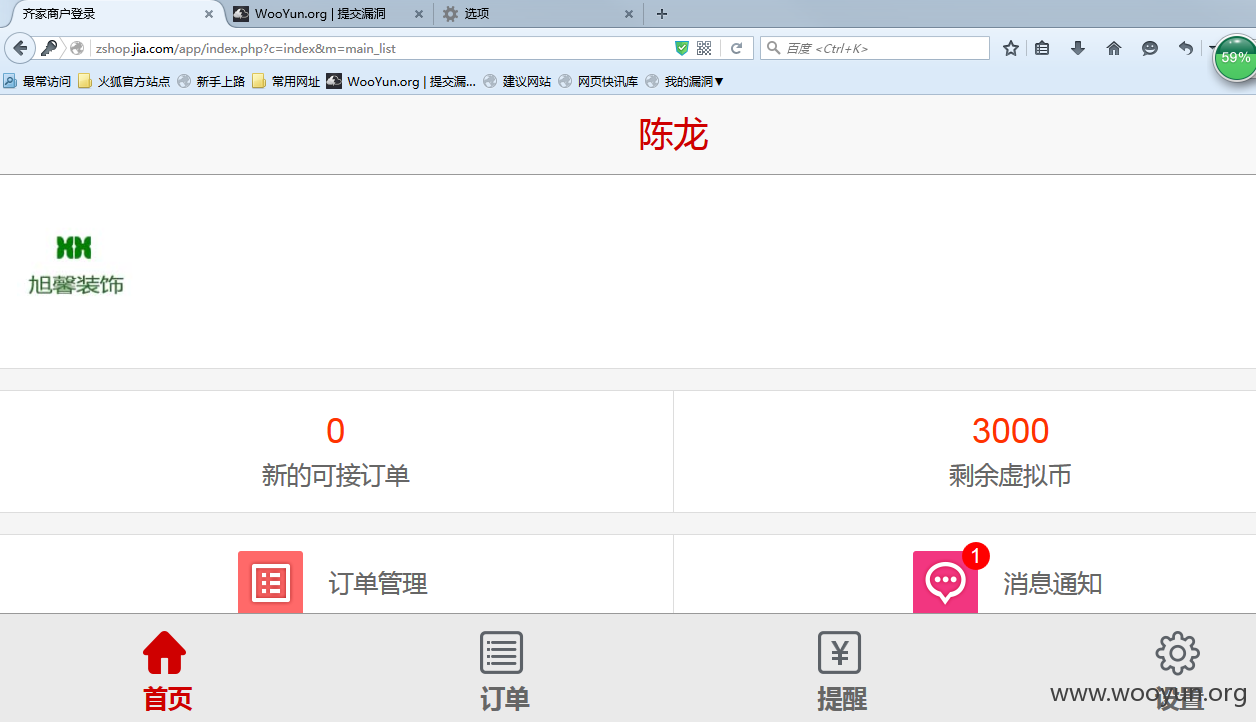 齐家商户登录 WooYun.org | 提交漏洞 选项
zshop.jia.com/app/index.php?c=index&m=main_list 百度 <Ctrl+K> 59%
最常访问 火狐官方站点 新手上路 常用网址 WooYun.org | 提交漏... 建议网站 网页快讯库 我的漏洞▼
陈龙
旭馨装饰
0 3000
新的可接订单 剩余虚拟币
订单管理 1 消息通知
首页 订单 提醒 设置
www.wooyun.org